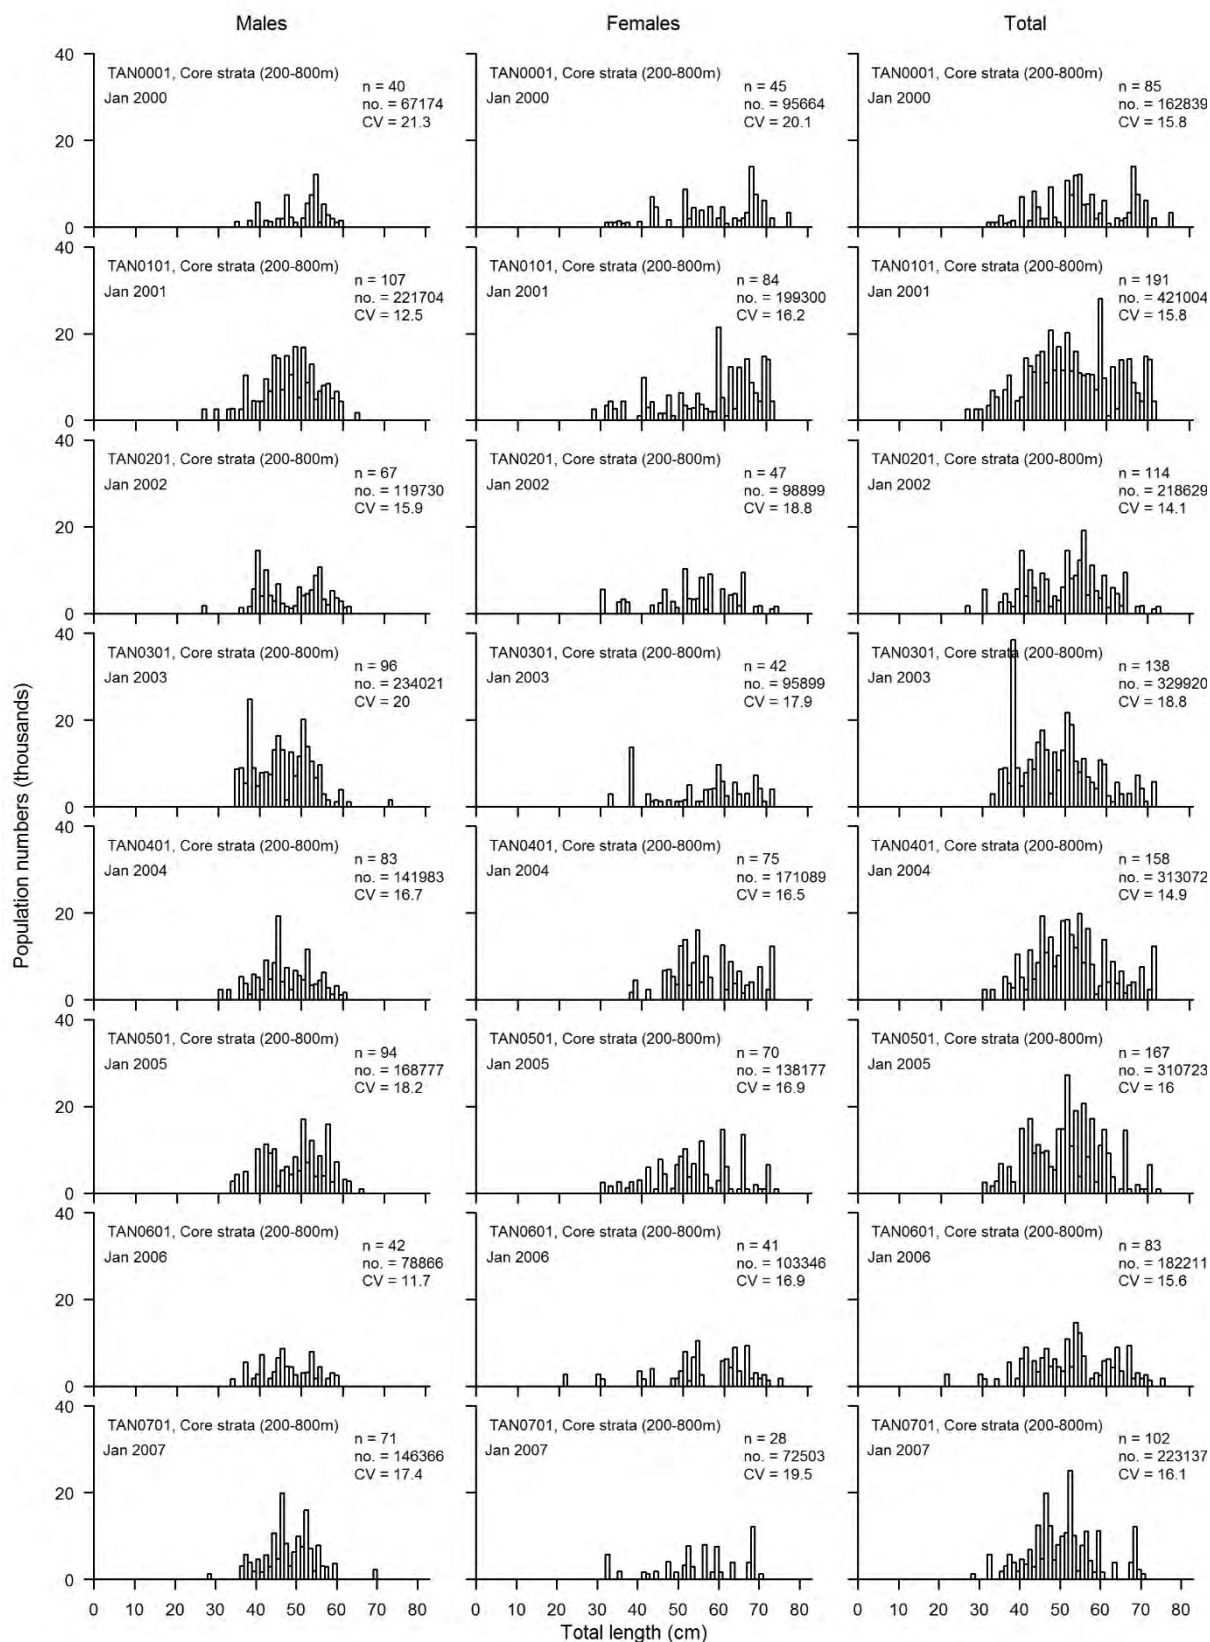 Males Females Total
40 TAN0001, Core strata (200-800m) n = 40 TAN0001, Core strata (200-800m) n = 45 TAN0001, Core strata (200-800m) n = 85
Jan 2000 no. = 67174 Jan 2000 no. = 95664 Jan 2000 no. = 162839
CV = 21.3 CV = 20.1 CV = 15.8
20
0
40 TAN0101, Core strata (200-800m) n = 107 TAN0101, Core strata (200-800m) n = 84 TAN0101, Core strata (200-800m) n = 191
Jan 2001 no. = 221704 Jan 2001 no. = 199300 Jan 2001 no. = 421004
CV = 12.5 CV = 16.2 CV = 15.8
20
0
40 TAN0201, Core strata (200-800m) n = 67 TAN0201, Core strata (200-800m) n = 47 TAN0201, Core strata (200-800m) n = 114
Jan 2002 no. = 119730 Jan 2002 no. = 98899 Jan 2002 no. = 218629
CV = 15.9 CV = 18.8 CV = 14.1
20
0
40 TAN0301, Core strata (200-800m) n = 96 TAN0301, Core strata (200-800m) n = 42 TAN0301, Core strata (200-800m) n = 138
Jan 2003 no. = 234021 Jan 2003 no. = 95899 Jan 2003 no. = 329920
CV = 20 CV = 17.9 CV = 18.8
20
0
Population numbers (thousands)
40 TAN0401, Core strata (200-800m) n = 83 TAN0401, Core strata (200-800m) n = 75 TAN0401, Core strata (200-800m) n = 158
Jan 2004 no. = 141983 Jan 2004 no. = 171089 Jan 2004 no. = 313072
CV = 16.7 CV = 16.5 CV = 14.9
20
0
40 TAN0501, Core strata (200-800m) n = 94 TAN0501, Core strata (200-800m) n = 70 TAN0501, Core strata (200-800m) n = 167
Jan 2005 no. = 168777 Jan 2005 no. = 138177 Jan 2005 no. = 310723
CV = 18.2 CV = 16.9 CV = 16
20
0
40 TAN0601, Core strata (200-800m) n = 42 TAN0601, Core strata (200-800m) n = 41 TAN0601, Core strata (200-800m) n = 83
Jan 2006 no. = 78866 Jan 2006 no. = 103346 Jan 2006 no. = 182211
CV = 11.7 CV = 16.9 CV = 15.6
20
0
40 TAN0701, Core strata (200-800m) n = 71 TAN0701, Core strata (200-800m) n = 28 TAN0701, Core strata (200-800m) n = 102
Jan 2007 no. = 146366 Jan 2007 no. = 72503 Jan 2007 no. = 223137
CV = 17.4 CV = 19.5 CV = 16.1
20
0
0 10 20 30 40 50 60 70 0 10 20 30 40 50 60 70 80 0 10 20 30 40 50 60 70 80
Total length (cm)